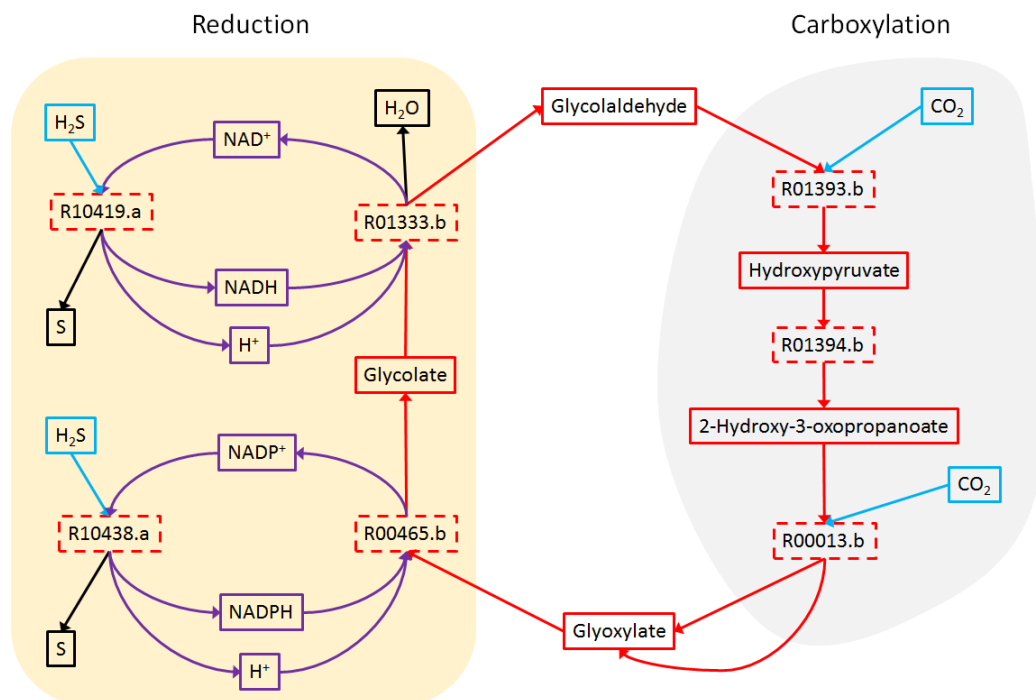 Reduction
Carboxylation
H₂S
NAD⁺
H₂O
Glycolaldehyde
CO₂
R10419.a
R01333.b
R01393.b
NADH
Hydroxypyruvate
S
H⁺
R01394.b
Glycolate
H₂S
NADP⁺
2-Hydroxy-3-oxopropanoate
CO₂
R10438.a
R00465.b
R00013.b
NADPH
Glyoxylate
S
H⁺